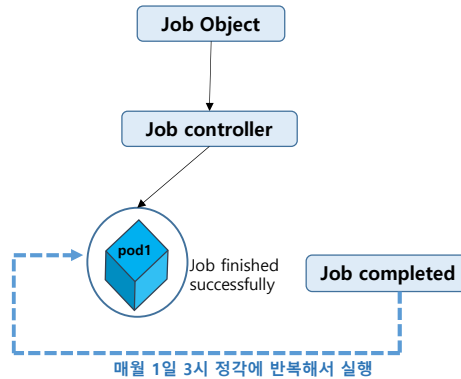 Job Object
Job controller
pod1
Job finished
successfully
Job completed
매월 1일 3시 정각에 반복해서 실행